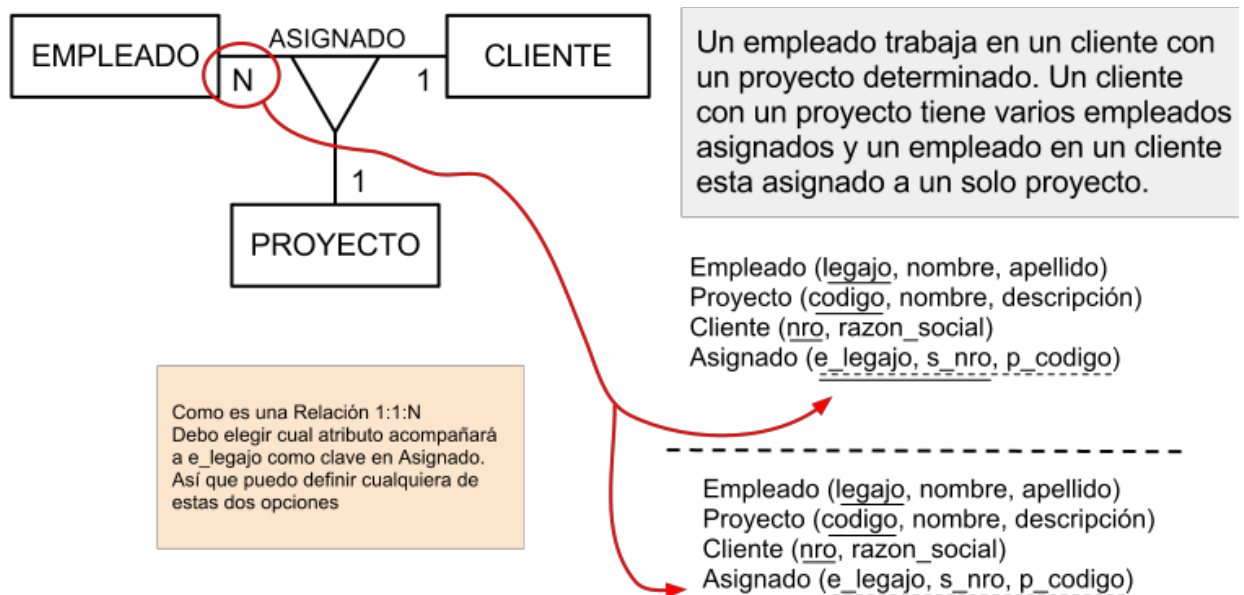 EMPLEADO
ASIGNADO
CLIENTE
N
1
1
PROYECTO
Un empleado trabaja en un cliente con
un proyecto determinado. Un cliente
con un proyecto tiene varios empleados
asignados y un empleado en un cliente
esta asignado a un solo proyecto.
Empleado (legajo, nombre, apellido)
Proyecto (codigo, nombre, descripción)
Cliente (nro, razon_social)
Asignado (e_legajo, s_nro, p_codigo)
Como es una Relación 1:1:N
Debo elegir cual atributo acompañará
a e_legajo como clave en Asignado.
Así que puedo definir cualquiera de
estas dos opciones
Empleado (legajo, nombre, apellido)
Proyecto (codigo, nombre, descripción)
Cliente (nro, razon_social)
Asignado (e_legajo, s_nro, p_codigo)